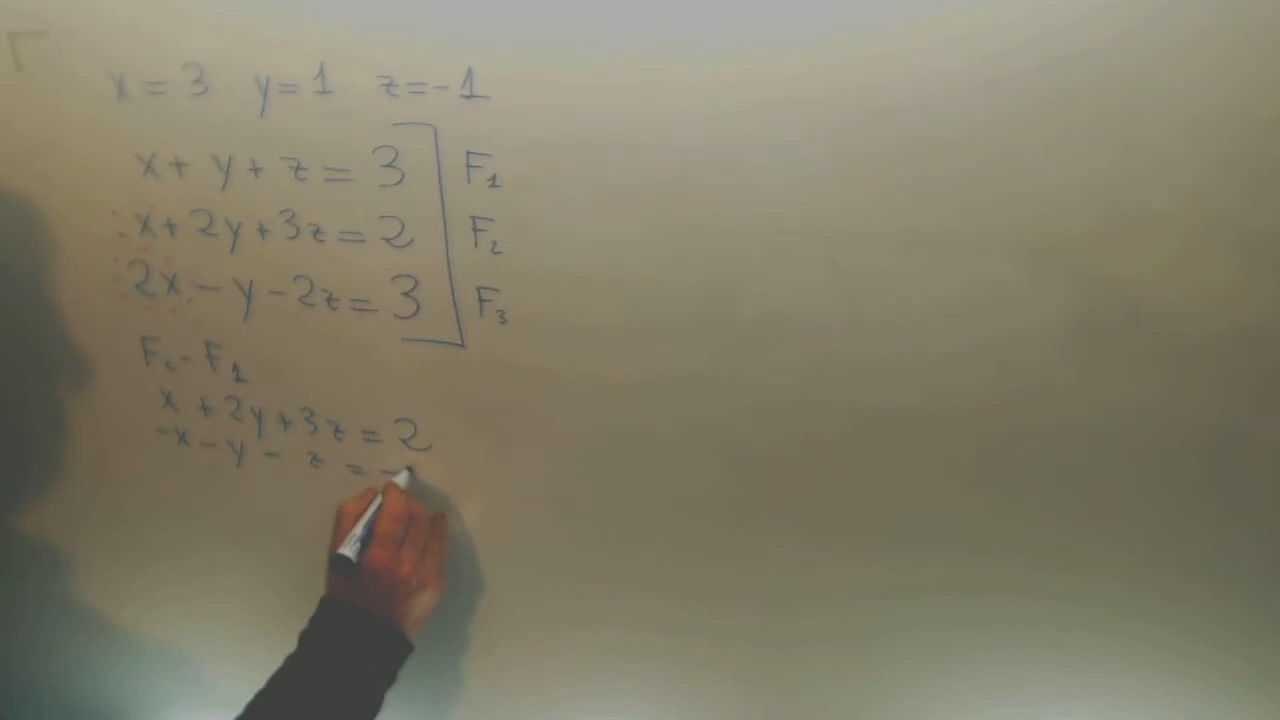 x = 3 y = 1 z = -1
x + y + z = 3 F₁
x + 2y + 3z = 2 F₂
2x - y - 2z = 3 F₃
F₂ - F₁
x + 2y + 3z = 2
-x - y - z = -